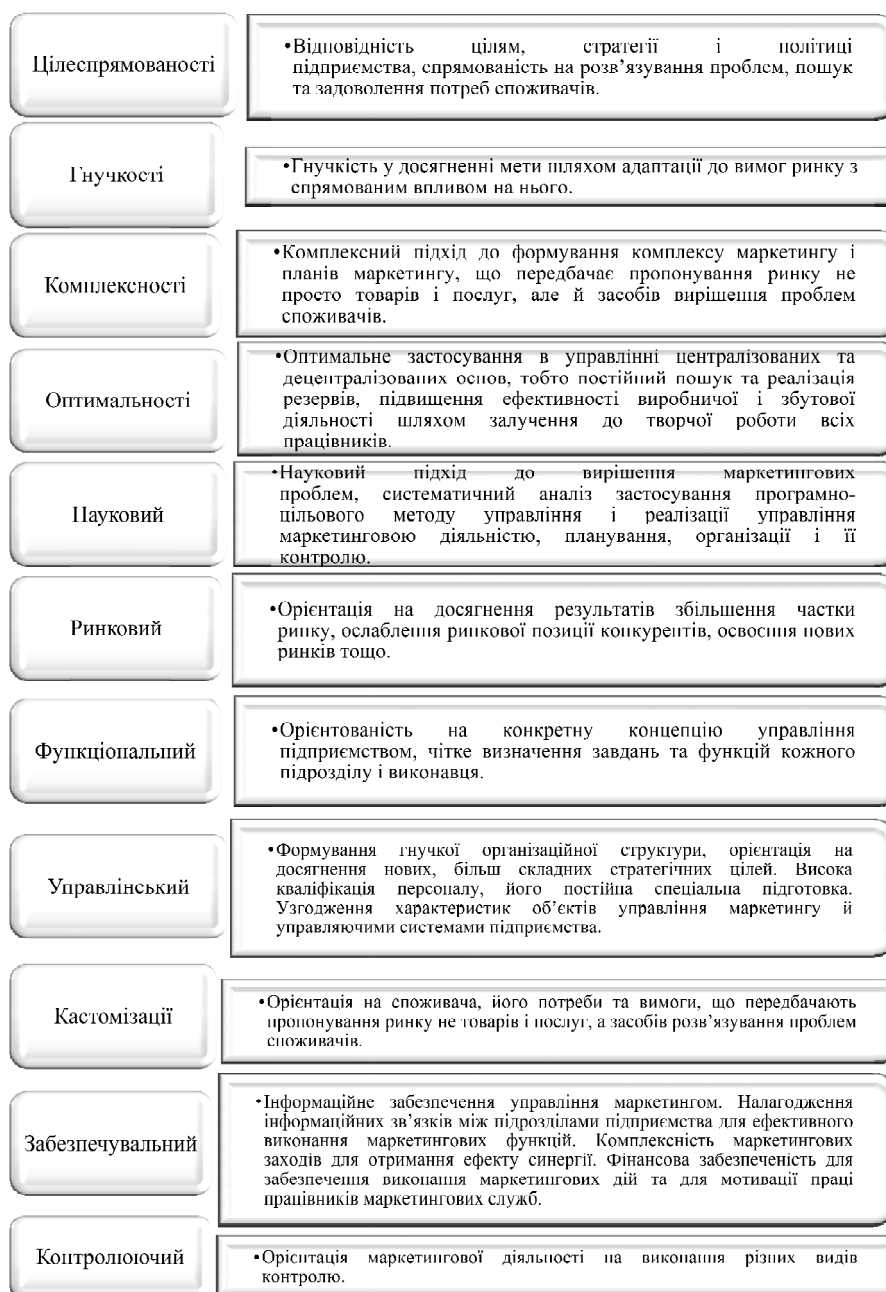 Цілеспрямованості
•Відповідність цілям, стратегії і політиці
підприємства, спрямованість на розв’язування проблем, пошук
та задоволення потреб споживачів.
Гнучкості
•Гнучкість у досягненні мети шляхом адаптації до вимог ринку з
спрямованим впливом на нього.
Комплексності
•Комплексний підхід до формування комплексу маркетингу і
планів маркетингу, що передбачає пропонування ринку не
просто товарів і послуг, але й засобів вирішення проблем
споживачів.
Оптимальності
•Оптимальне застосування в управлінні централізованих та
децентралізованих основ, тобто постійний пошук та реалізація
резервів, підвищення ефективності виробничої і збутової
діяльності шляхом залучення до творчої роботи всіх
працівників.
Науковий
•Науковий підхід до вирішення маркетингових
проблем, систематичний аналіз застосування програмно-
цільового методу управління і реалізації управління
маркетинговою діяльністю, планування, організації і її
контролю.
Ринковий
•Орієнтація на досягнення результатів збільшення частки
ринку, ослаблення ринкової позиції конкурентів, освоєння нових
ринків тощо.
Функціональний
•Орієнтованість на конкретну концепцію управління
підприємством, чітке визначення завдань та функцій кожного
підрозділу і виконавця.
Управлінський
•Формування гнучкої організаційної структури, орієнтація на
досягнення нових, більш складних стратегічних цілей. Висока
кваліфікація персоналу, його постійна спеціальна підготовка.
Узгодження характеристик об’єктів управління маркетингу й
управляючими системами підприємства.
Кастомізації
•Орієнтація на споживача, його потреби та вимоги, що передбачають
пропонування ринку не товарів і послуг, а засобів розв’язування проблем
споживачів.
Забезпечувальний
•Інформаційне забезпечення управління маркетингом. Налагодження
інформаційних зв’язків між підрозділами підприємства для ефективного
виконання маркетингових функцій. Комплексність маркетингових
заходів для отримання ефекту синергії. Фінансова забезпеченість для
забезпечення виконання маркетингових дій та для мотивації праці
працівників маркетингових служб.
Контролюючий
•Орієнтація маркетингової діяльності на виконання різних видів
контролю.